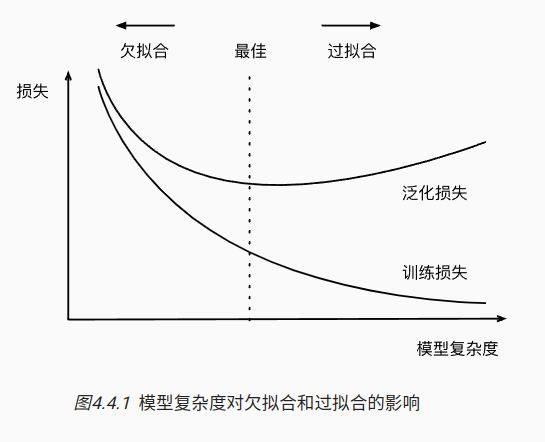 欠拟合 最佳 过拟合
损失
泛化损失
训练损失
模型复杂度
图4.4.1 模型复杂度对欠拟合和过拟合的影响